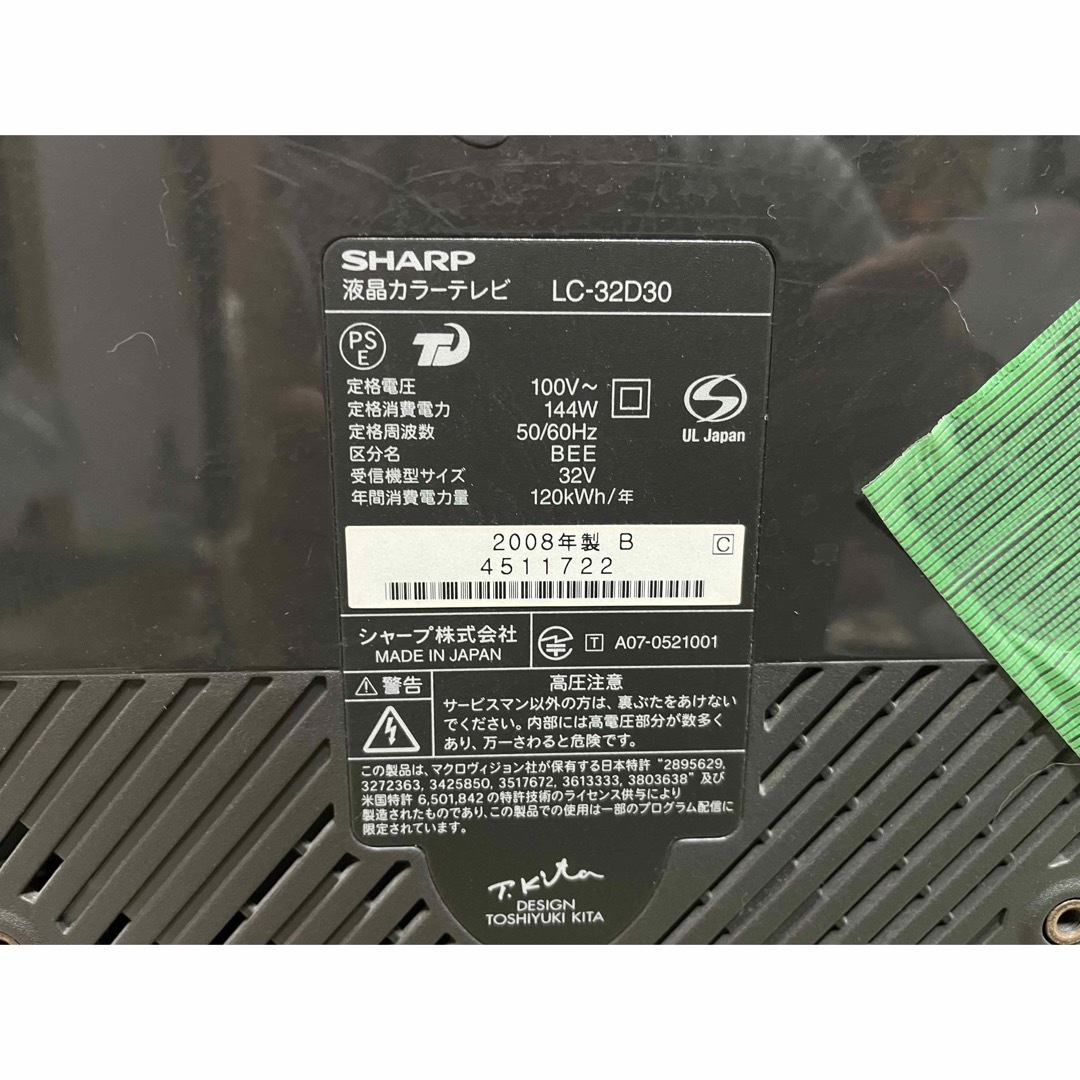 SHARP
液晶カラーテレビ LC-32D30
PS
E
定格電圧 100V～
定格消費電力 144W
定格周波数 50/60Hz
区分名 BEE
受信機型サイズ 32V
年間消費電力量 120kWh/年
S
UL Japan
2008年製 B C
4511722
シャープ株式会社
MADE IN JAPAN
T A07-0521001
警告
高圧注意
サービスマン以外の方は、裏ぶたをあけない
でください。内部には高電圧部分が数多く
あり、万一さわると危険です。
この製品は、マクロヴィジョン社が保有する日本特許 “2895629,
3272363, 3425850, 3517672, 3613333, 3803638” 及び
米国特許 6,501,842 の特許技術のライセンス供与により
製造されたものであり、この製品での使用は一部のプログラム配信に
限定されています。
T.Kita
DESIGN
TOSHIYUKI KITA